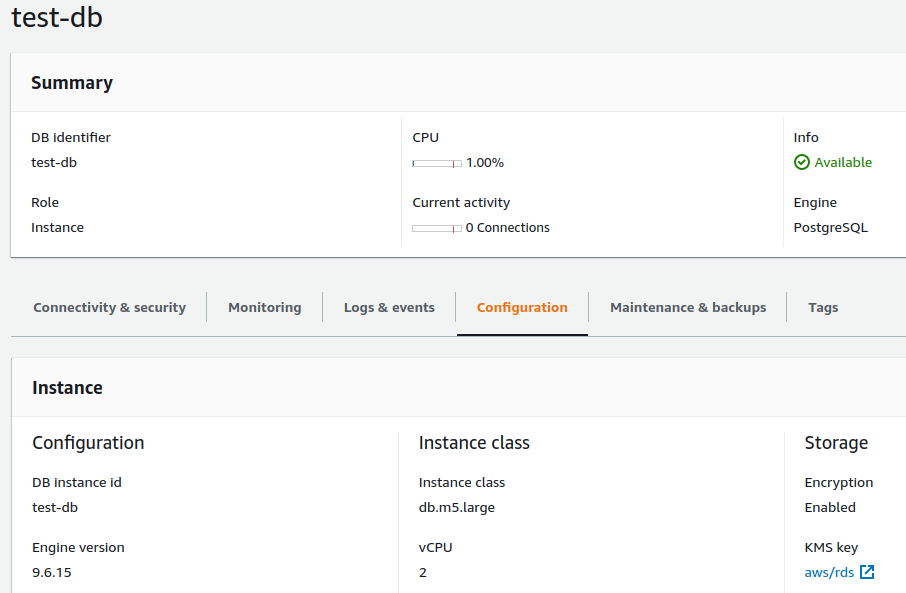 test-db
Summary
DB identifier
test-db
Role
Instance
CPU
1.00%
Current activity
0 Connections
Info
Available
Engine
PostgreSQL
Connectivity & security
Monitoring
Logs & events
Configuration
Maintenance & backups
Tags
Instance
Configuration
DB instance id
test-db
Engine version
9.6.15
Instance class
Instance class
db.m5.large
vCPU
2
Storage
Encryption
Enabled
KMS key
aws/rds